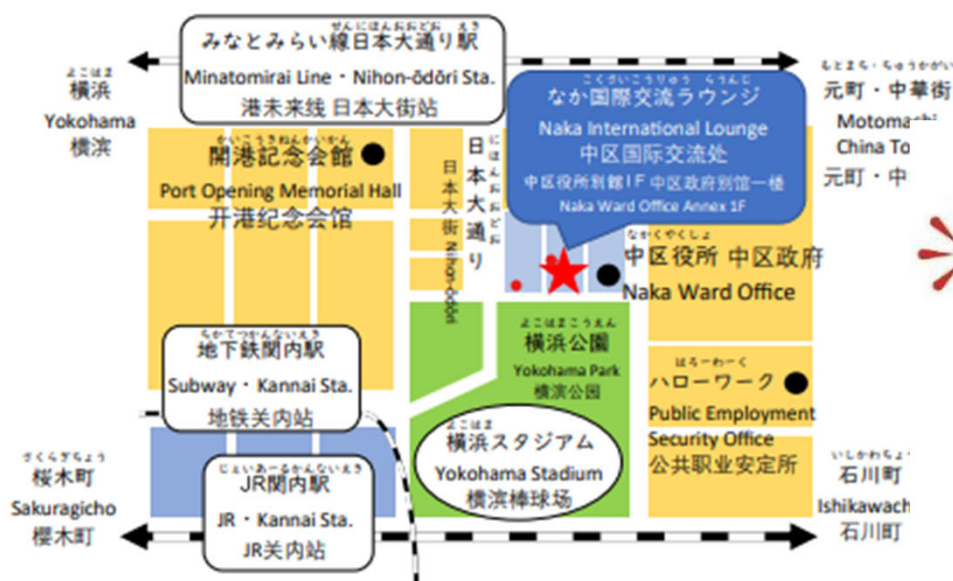 せんにほんおおどお えき
みなとみらい線日本大通り駅
Minatomirai Line・Nihon-ōdōri Sta.
港未来线 日本大街站
よこはま
横浜
Yokohama
横滨
もとまち・ちゅうかがい
元町・中華街
Motomachi
China To
元町・中
こくさいこうりゅう らうんじ
なか国際交流ラウンジ
Naka International Lounge
中区国际交流处
中区役所別館1F 中区政府别馆一楼
Naka Ward Office Annex 1F
かいこうきねんかいかん
開港記念会館
Port Opening Memorial Hall
开港纪念会馆
にほんおおどお
日本大通り
日本大街 Nihon-ōdōri
なかくやくしょ
中区役所 中区政府
Naka Ward Office
ちかてつかんないえき
地下鉄関内駅
Subway・Kannai Sta.
地铁关内站
よこはまこうえん
横浜公園
Yokohama Park
横滨公园
はろーわーく
ハローワーク
Public Employment
Security Office
公共职业安定所
よこはま
横浜スタジアム
Yokohama Stadium
横滨棒球场
さくらぎちょう
桜木町
Sakuragicho
樱木町
じぇいあーるかんないえき
JR関内駅
JR・Kannai Sta.
JR关内站
いしかわちょ
石川町
Ishikawach
石川町